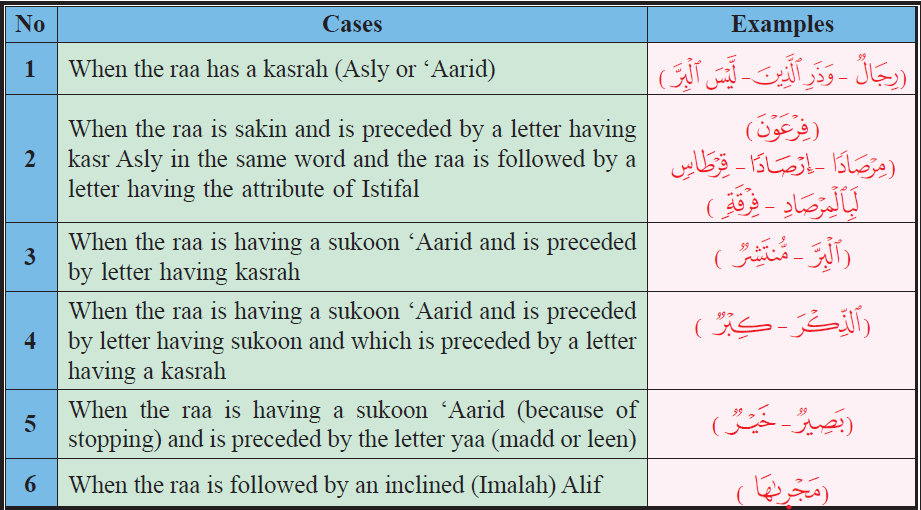 No Cases Examples
1 When the raa has a kasrah (Asly or ‘Aarid) (رِجَالٌ - وَذَرِ ٱلَّذِينَ - لَّيْسَ ٱلْبِرَّ)
When the raa is sakin and is preceded by a letter having
2 kasr Asly in the same word and the raa is followed by a
letter having the attribute of Istifal
(فِرْعَوْنَ)
(مِرْصَادًا - إِرْصَادًا - قِرْطَاسٍ
لَبِٱلْمِرْصَادِ - فِرْقَةٍ)
3 When the raa is having a sukoon ‘Aarid and is preceded
by letter having kasrah
(ٱلْبِرَّ - مُّنتَشِرٌ)
When the raa is having a sukoon ‘Aarid and is preceded
4 by letter having sukoon and which is preceded by a letter
having a kasrah
(ٱلذِّكْرَ - كِبْرٌ)
5 When the raa is having a sukoon ‘Aarid (because of
stopping) and is preceded by the letter yaa (madd or leen)
(بَصِيرٌ - خَيْرٌ)
6 When the raa is followed by an inclined (Imalah) Alif (مَجْر۪ىٰهَا)